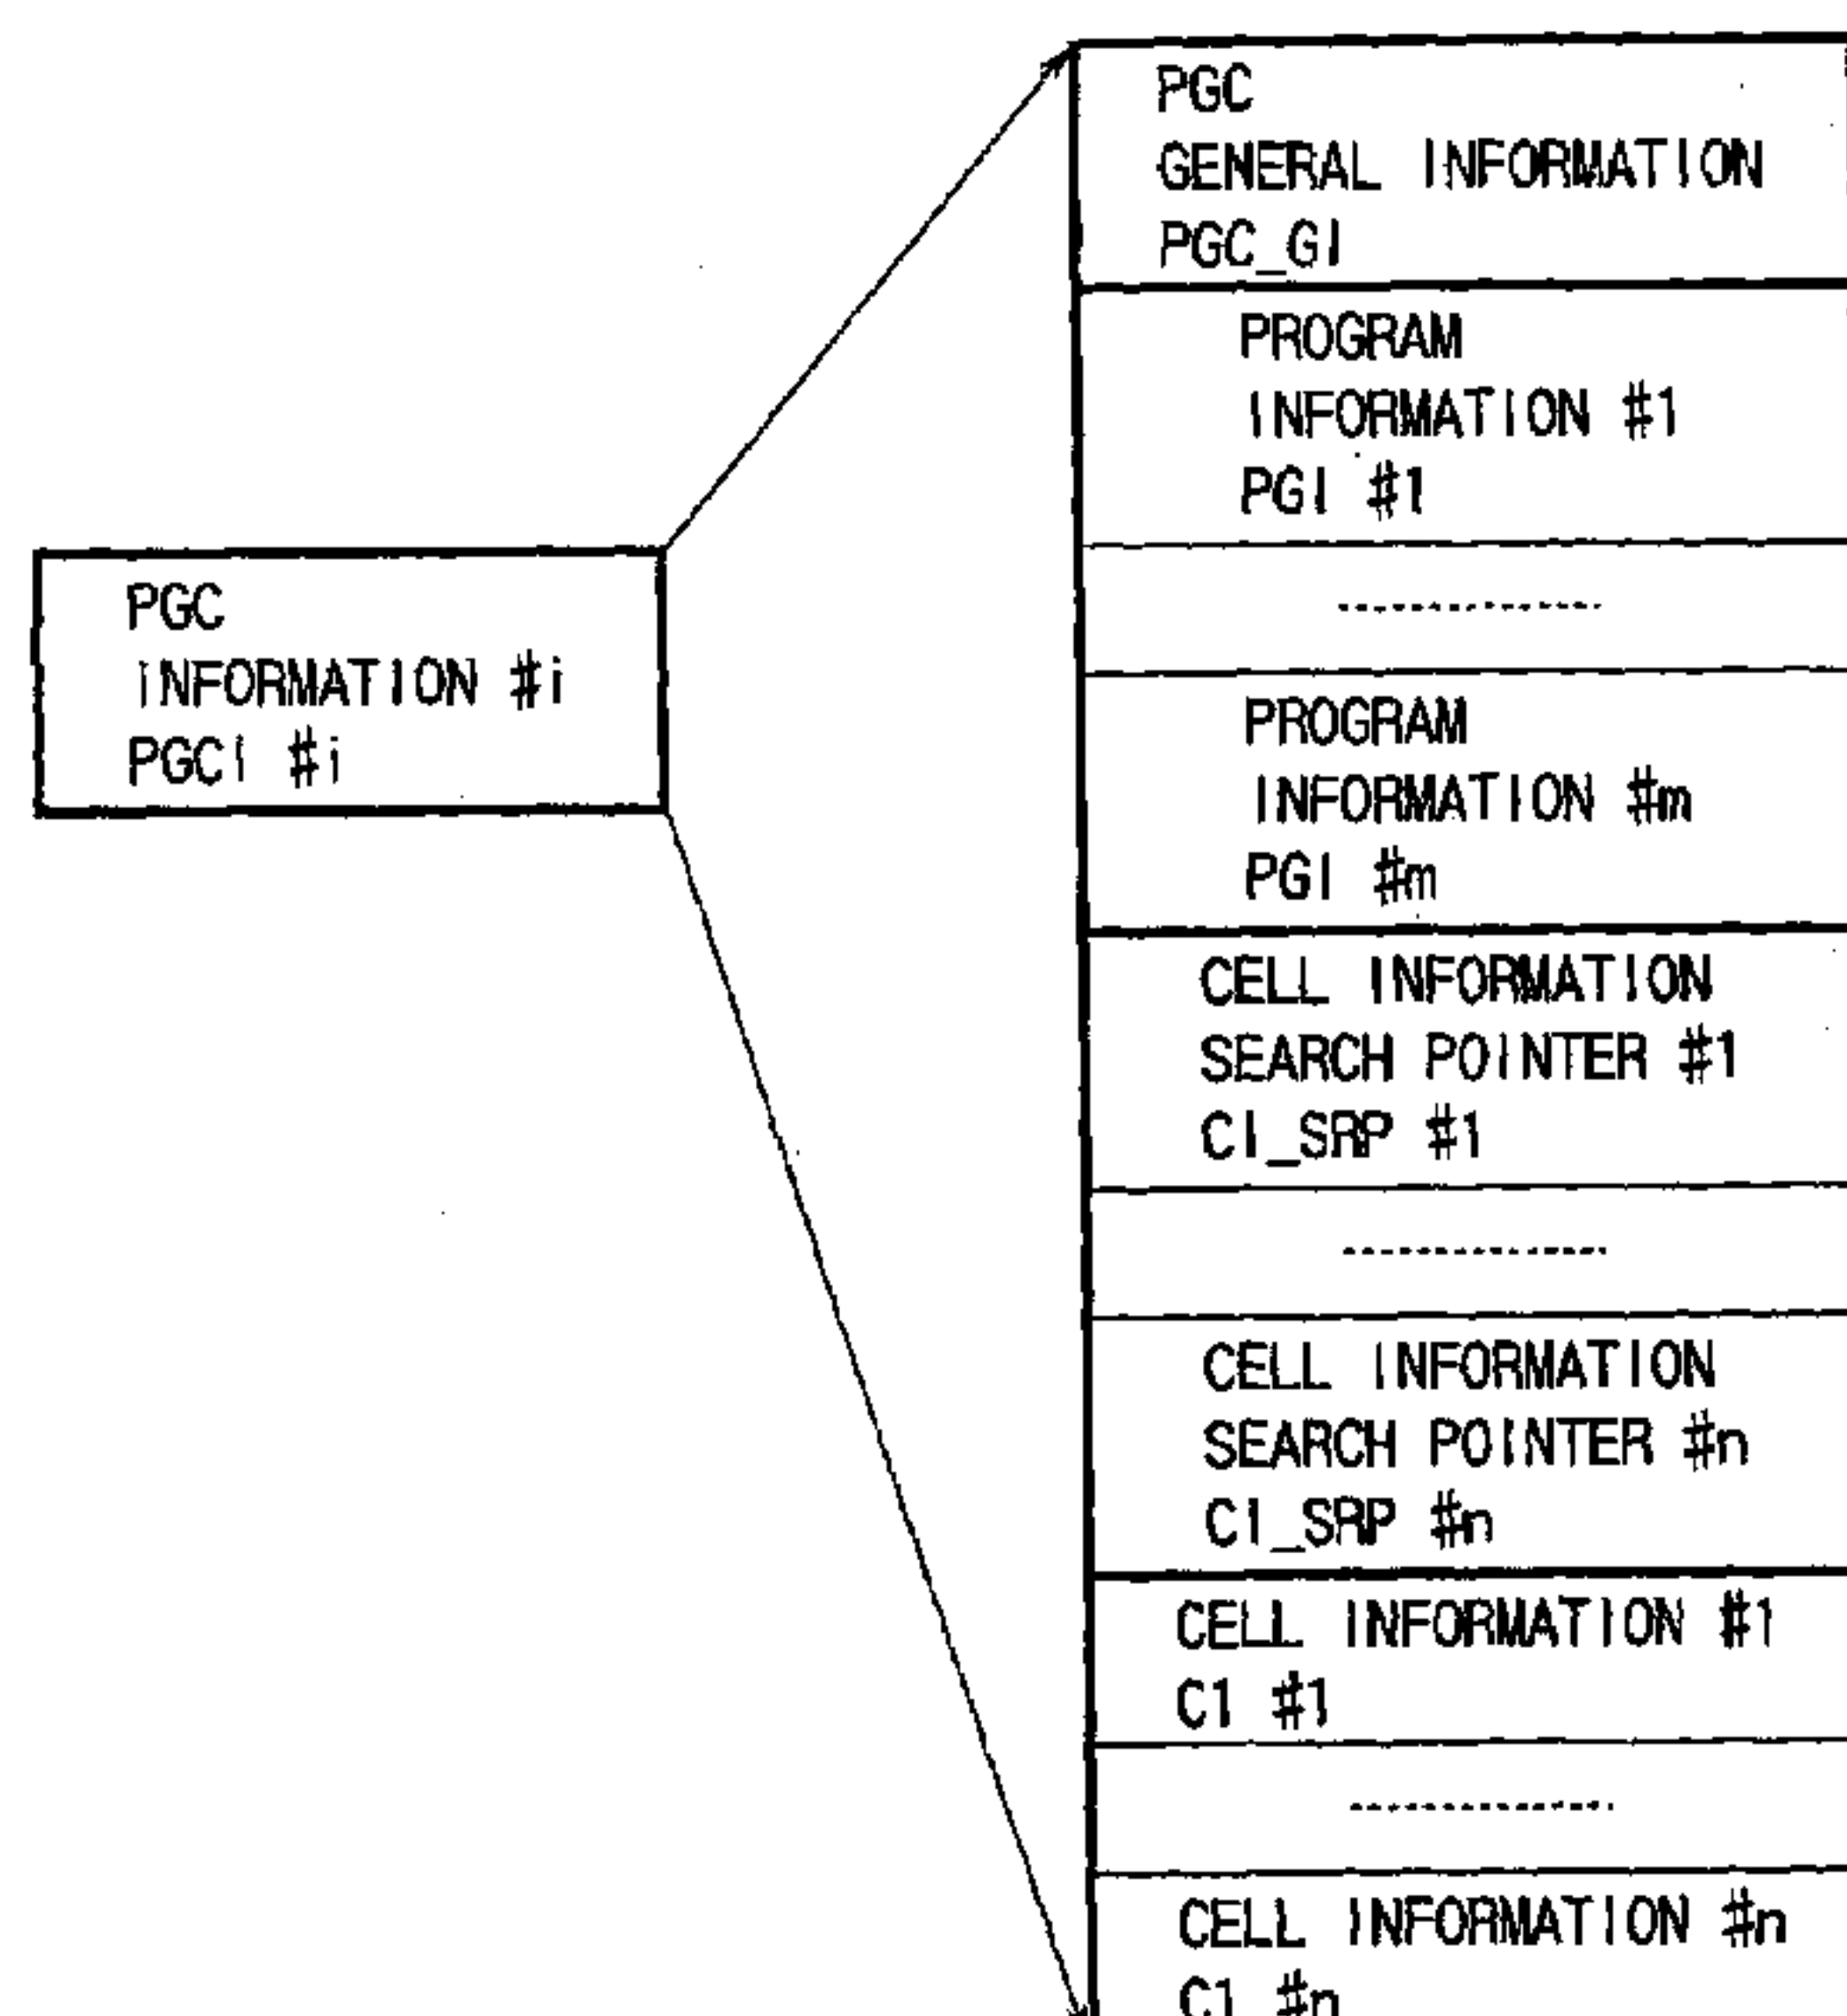 PGC
GENERAL INFORMATION
PGC_GI
PROGRAM
INFORMATION #1
PGI #1
PGC
INFORMATION #i
PGCI #i
PROGRAM
INFORMATION #m
PGI #m
CELL INFORMATION
SEARCH POINTER #1
CI_SRP #1
CELL INFORMATION
SEARCH POINTER #n
CI_SRP #n
CELL INFORMATION #1
CI #1
CELL INFORMATION #n
CI #n